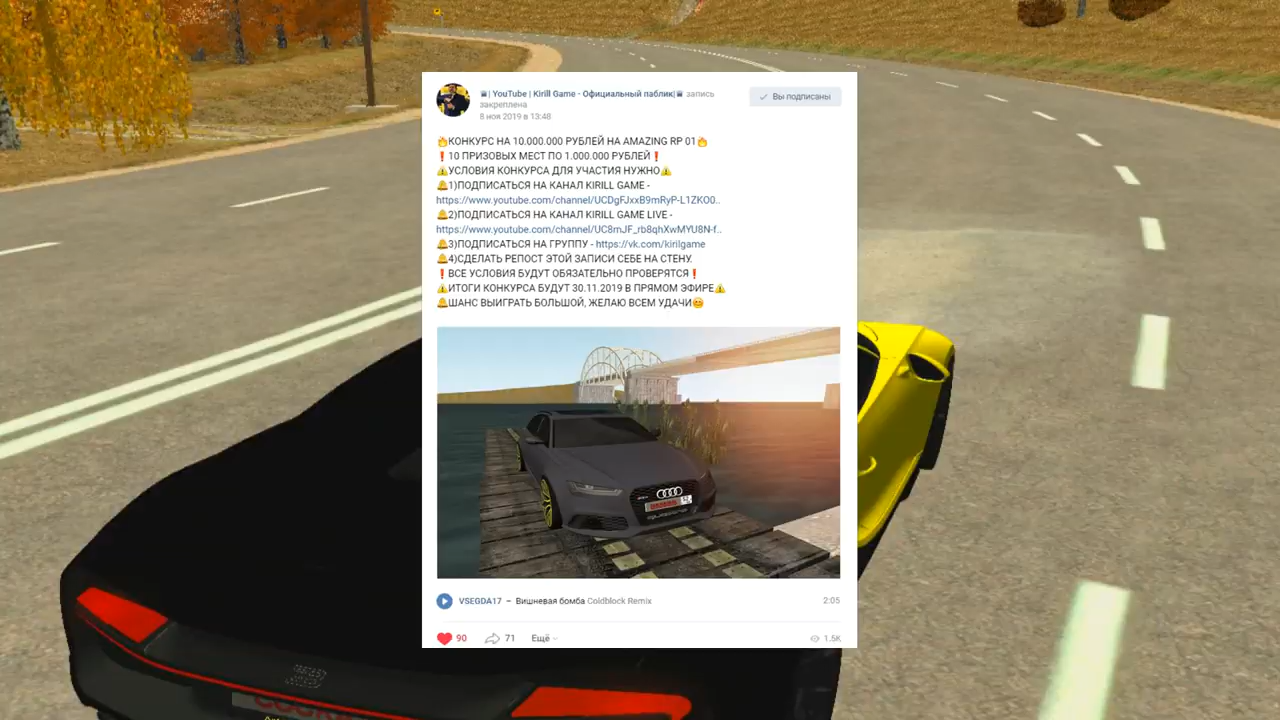 ♛| YouTube | Kirill Game - Официальный паблик|♛ запись
закреплена
8 ноя 2019 в 13:48
Вы подписаны
🔥КОНКУРС НА 10.000.000 РУБЛЕЙ НА AMAZING RP 01🔥
❗10 ПРИЗОВЫХ МЕСТ ПО 1.000.000 РУБЛЕЙ❗
⚠УСЛОВИЯ КОНКУРСА ДЛЯ УЧАСТИЯ НУЖНО⚠
🔔1)ПОДПИСАТЬСЯ НА КАНАЛ KIRILL GAME -
https://www.youtube.com/channel/UCDgFJxxB9mRyP-L1ZKO0..
🔔2)ПОДПИСАТЬСЯ НА КАНАЛ KIRILL GAME LIVE -
https://www.youtube.com/channel/UC8mJF_rb8qhXwMYU8N-f..
🔔3)ПОДПИСАТЬСЯ НА ГРУППУ - https://vk.com/kirilgame
🔔4)СДЕЛАТЬ РЕПОСТ ЭТОЙ ЗАПИСИ СЕБЕ НА СТЕНУ.
❗ВСЕ УСЛОВИЯ БУДУТ ОБЯЗАТЕЛЬНО ПРОВЕРЯТСЯ❗
⚠ИТОГИ КОНКУРСА БУДУТ 30.11.2019 В ПРЯМОМ ЭФИРЕ⚠
🔔ШАНС ВЫИГРАТЬ БОЛЬШОЙ, ЖЕЛАЮ ВСЕМ УДАЧИ😊
VSEGDA17 – Вишневая бомба Coldblock Remix
2:05
90
71
Ещё
1.5K